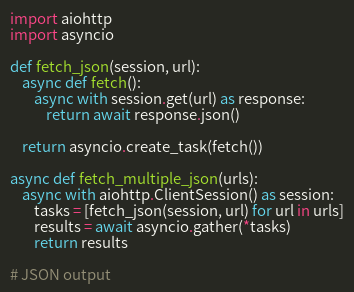 import aiohttp
import asyncio

def fetch_json(session, url):
    async def fetch():
        async with session.get(url) as response:
            return await response.json()

    return asyncio.create_task(fetch())

async def fetch_multiple_json(urls):
    async with aiohttp.ClientSession() as session:
        tasks = [fetch_json(session, url) for url in urls]
        results = await asyncio.gather(*tasks)
        return results

# JSON output